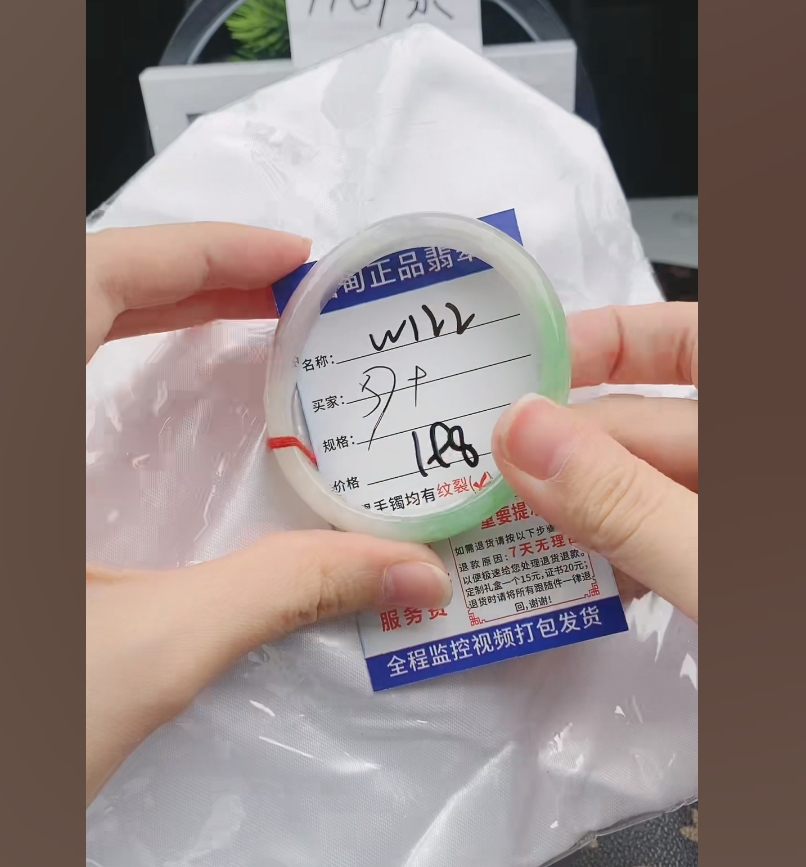 甸正品翡翠
名称: W122
买家:
规格:
价格 188
手镯均有纹裂(✓
重要提
如需退货请按以下步
退款原因:7天无理
以便极速给您处理退货退款。
定制礼盒一个15元,证书20元;
退货时请将所有跟随件一律退
回,谢谢!
服务费
全程监控视频打包发货